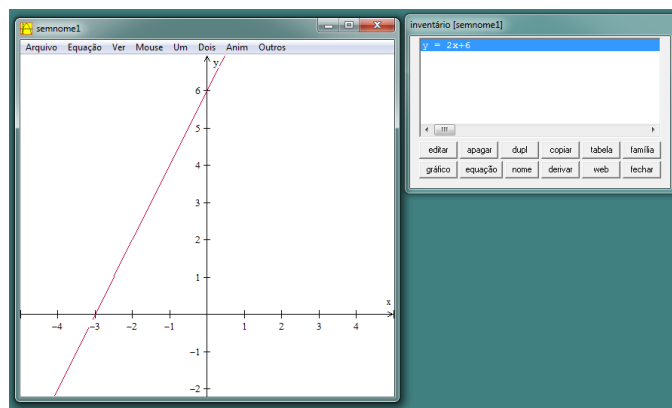 semnome1
Arquivo Equação Ver Mouse Um Dois Anim Outros
y
6
5
4
3
2
1
x
−4 −3 −2 −1 1 2 3 4
−1
−2
inventário [semnome1]
y = 2x+6
editar apagar dupl copiar tabela família
gráfico equação nome derivar web fechar